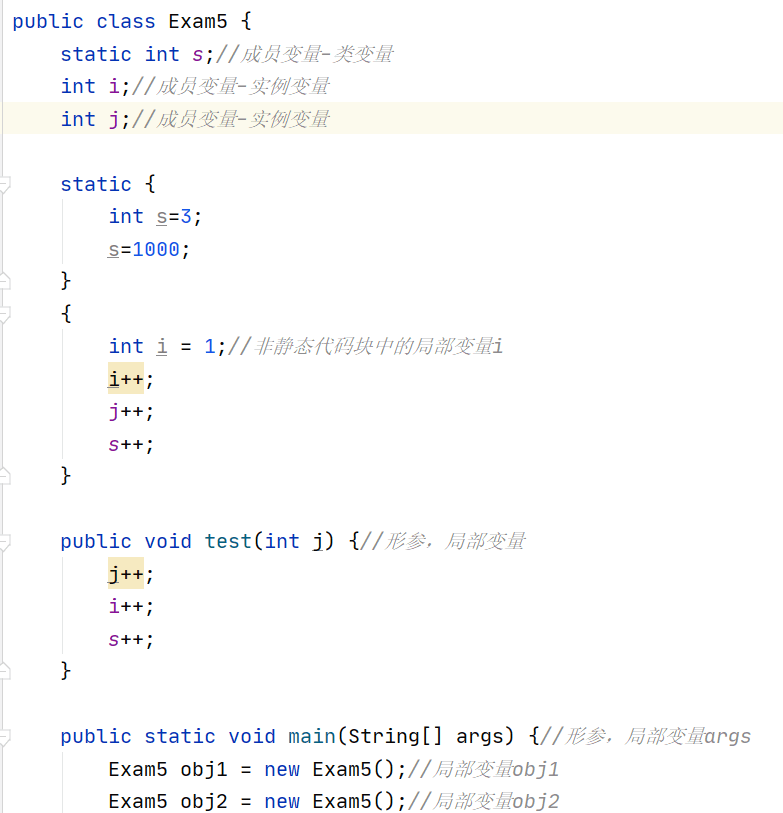 public class Exam5 {
static int s;//成员变量-类变量
int i;//成员变量-实例变量
int j;//成员变量-实例变量
static {
int s=3;
s=1000;
}
{
int i = 1;//非静态代码块中的局部变量i
i++;
j++;
s++;
}
public void test(int j) {//形参，局部变量
j++;
i++;
s++;
}
public static void main(String[] args) {//形参，局部变量args
Exam5 obj1 = new Exam5();//局部变量obj1
Exam5 obj2 = new Exam5();//局部变量obj2